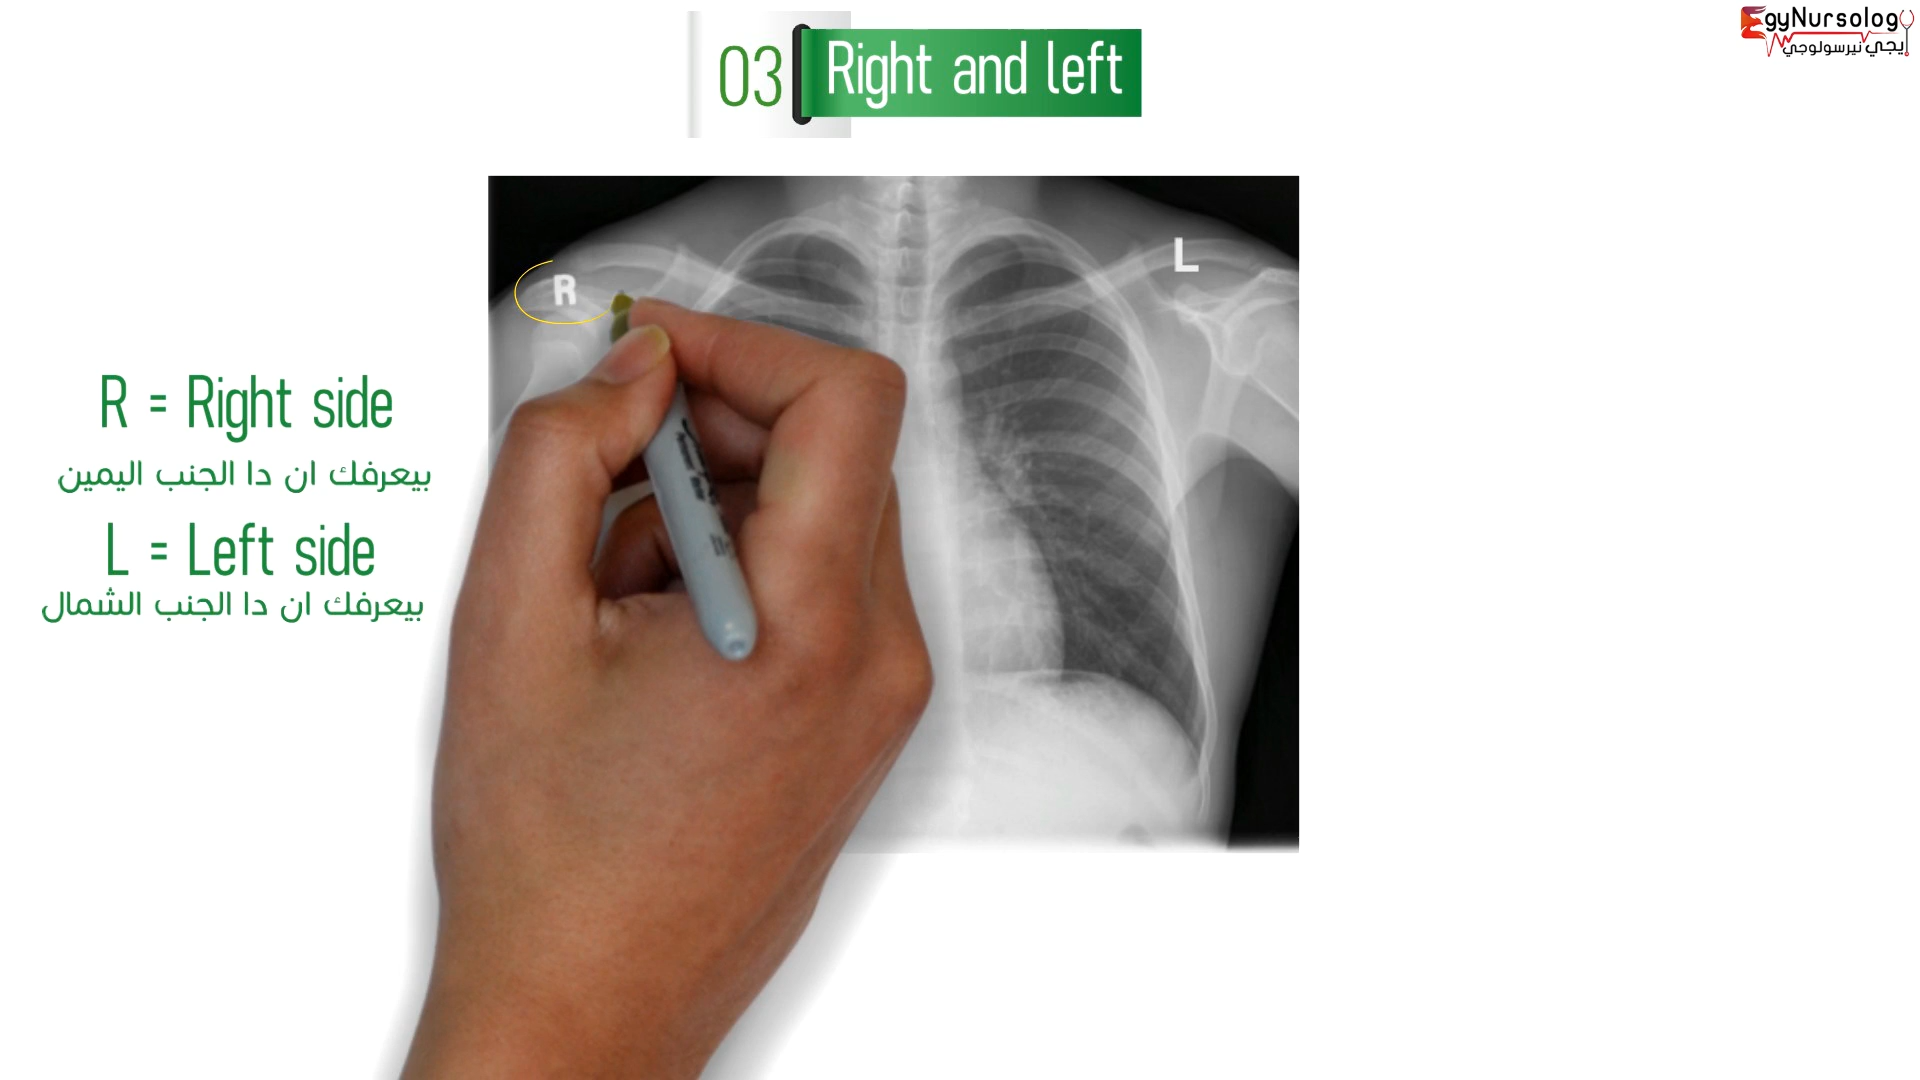 03 Right and left
EgyNursology
إيجي نيرسولوجي
R
L
R = Right side
بيعرفك ان دا الجنب اليمين
L = Left side
بيعرفك ان دا الجنب الشمال